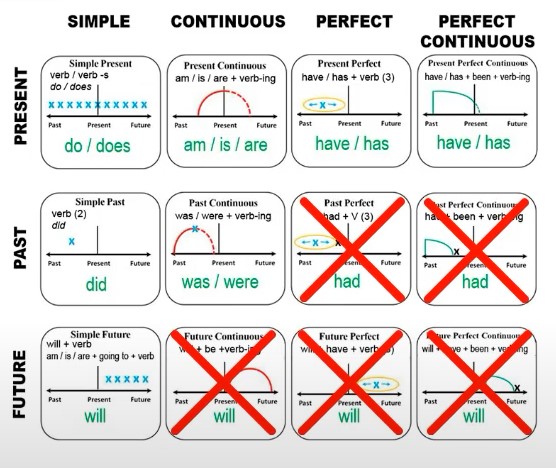 SIMPLE CONTINUOUS PERFECT PERFECT CONTINUOUS
PRESENT
Simple Present
verb / verb -s
do / does
x x x x x x x x x x x x
Past Present Future
do / does
Present Continuous
am / is / are + verb-ing
Past Present Future
am / is / are
Present Perfect
have / has + verb (3)
x
Past Present Future
have / has
Present Perfect Continuous
have / has + been + verb-ing
Past Present Future
have / has
PAST
Simple Past
verb (2)
did
x
Past Present Future
did
Past Continuous
was / were + verb-ing
x
Past Present Future
was / were
Past Perfect
had + V (3)
x x
Past Present Future
had
Past Perfect Continuous
had + been + verb-ing
x
Past Present Future
had
FUTURE
Simple Future
will + verb
am / is / are + going to + verb
x x x x x
Past Present Future
will
Future Continuous
will + be +verb-ing
Past Present Future
will
Future Perfect
will have + verb (3)
x
Past Present Future
will
Future Perfect Continuous
will + have + been + verb-ing
x
Past Present Future
will